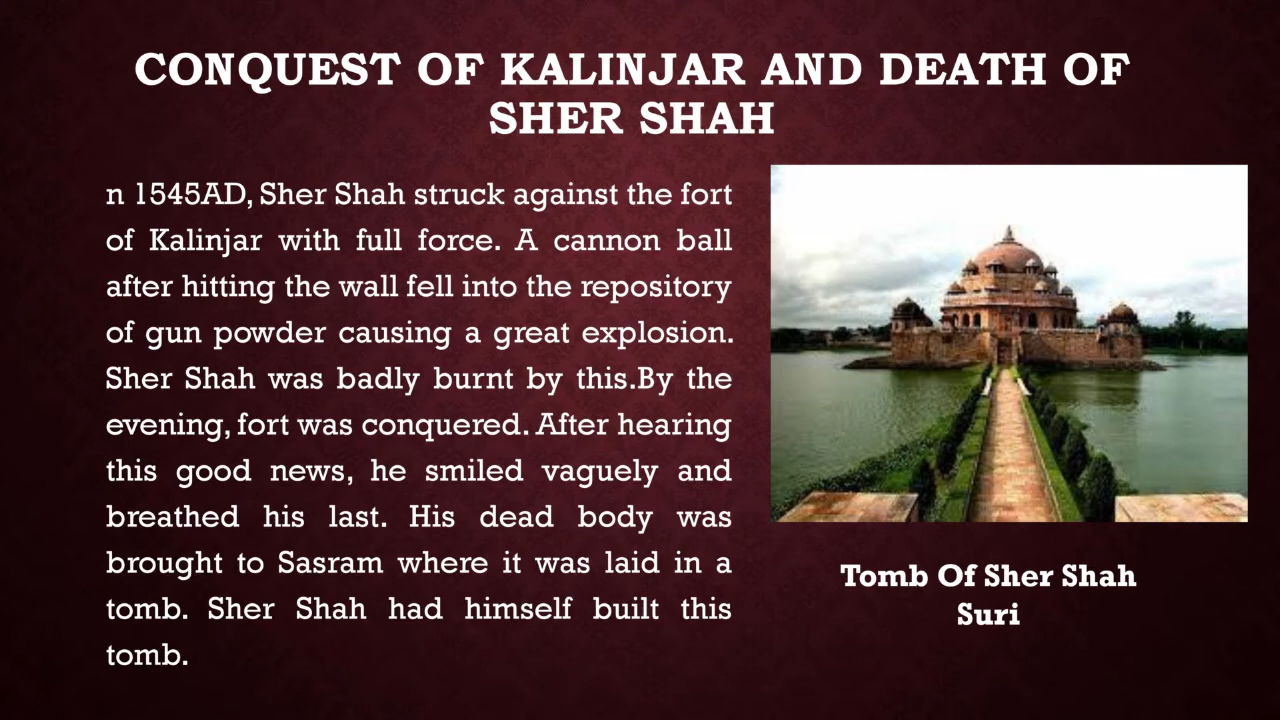 CONQUEST OF KALINJAR AND DEATH OF
SHER SHAH
n 1545AD, Sher Shah struck against the fort
of Kalinjar with full force. A cannon ball
after hitting the wall fell into the repository
of gun powder causing a great explosion.
Sher Shah was badly burnt by this.By the
evening, fort was conquered. After hearing
this good news, he smiled vaguely and
breathed his last. His dead body was
brought to Sasram where it was laid in a
tomb. Sher Shah had himself built this
tomb.
Tomb Of Sher Shah
Suri